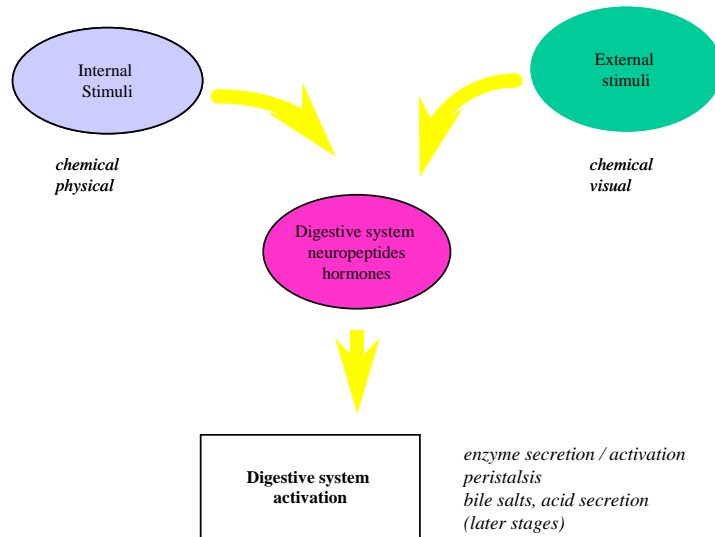 Internal
Stimuli
External
stimuli
chemical
physical
chemical
visual
Digestive system
neuropeptides
hormones
Digestive system
activation
enzyme secretion / activation
peristalsis
bile salts, acid secretion
(later stages)